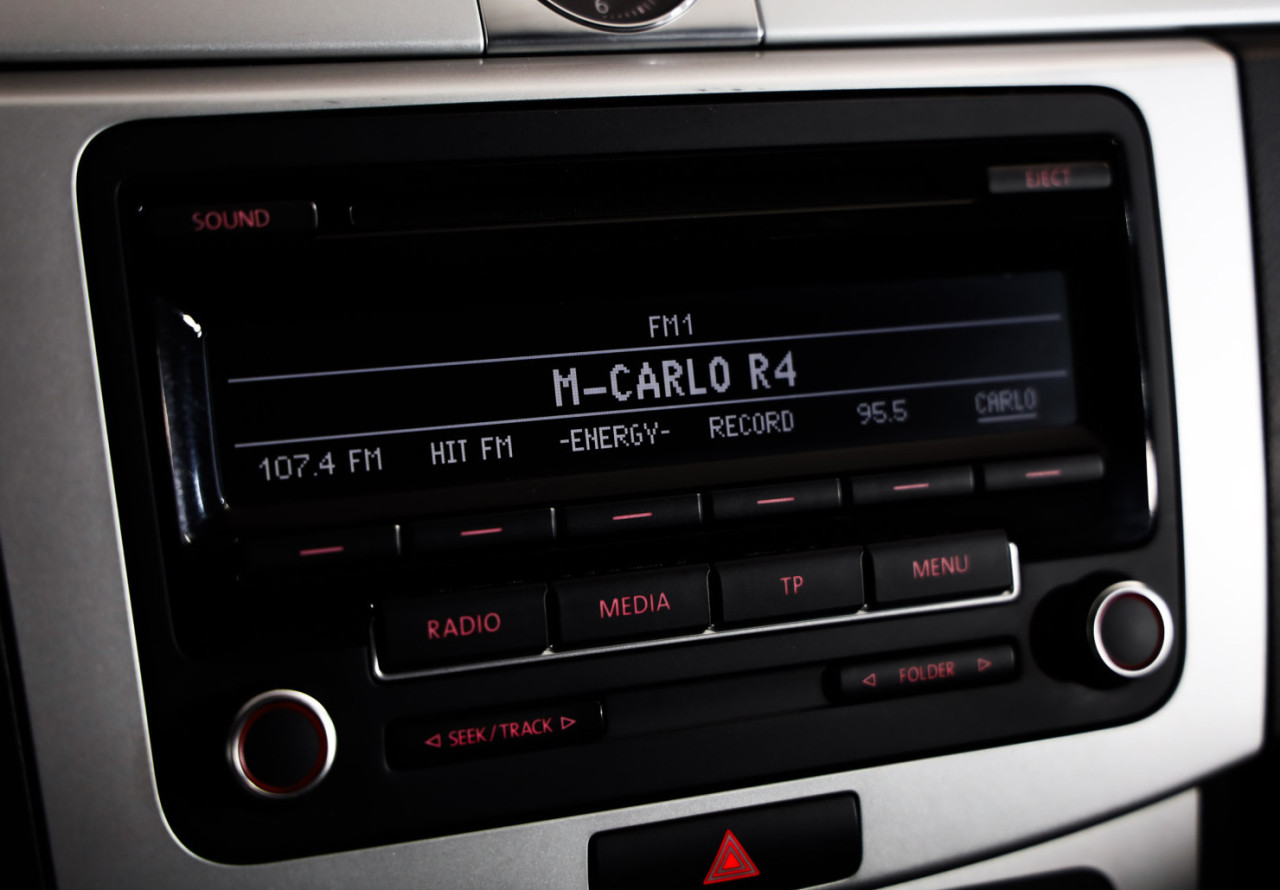 6
EJECT
SOUND
FM1
M-CARLO R4
107.4 FM HIT FM -ENERGY- RECORD 95.5 CARLO
RADIO MEDIA TP MENU
FOLDER
SEEK/TRACK